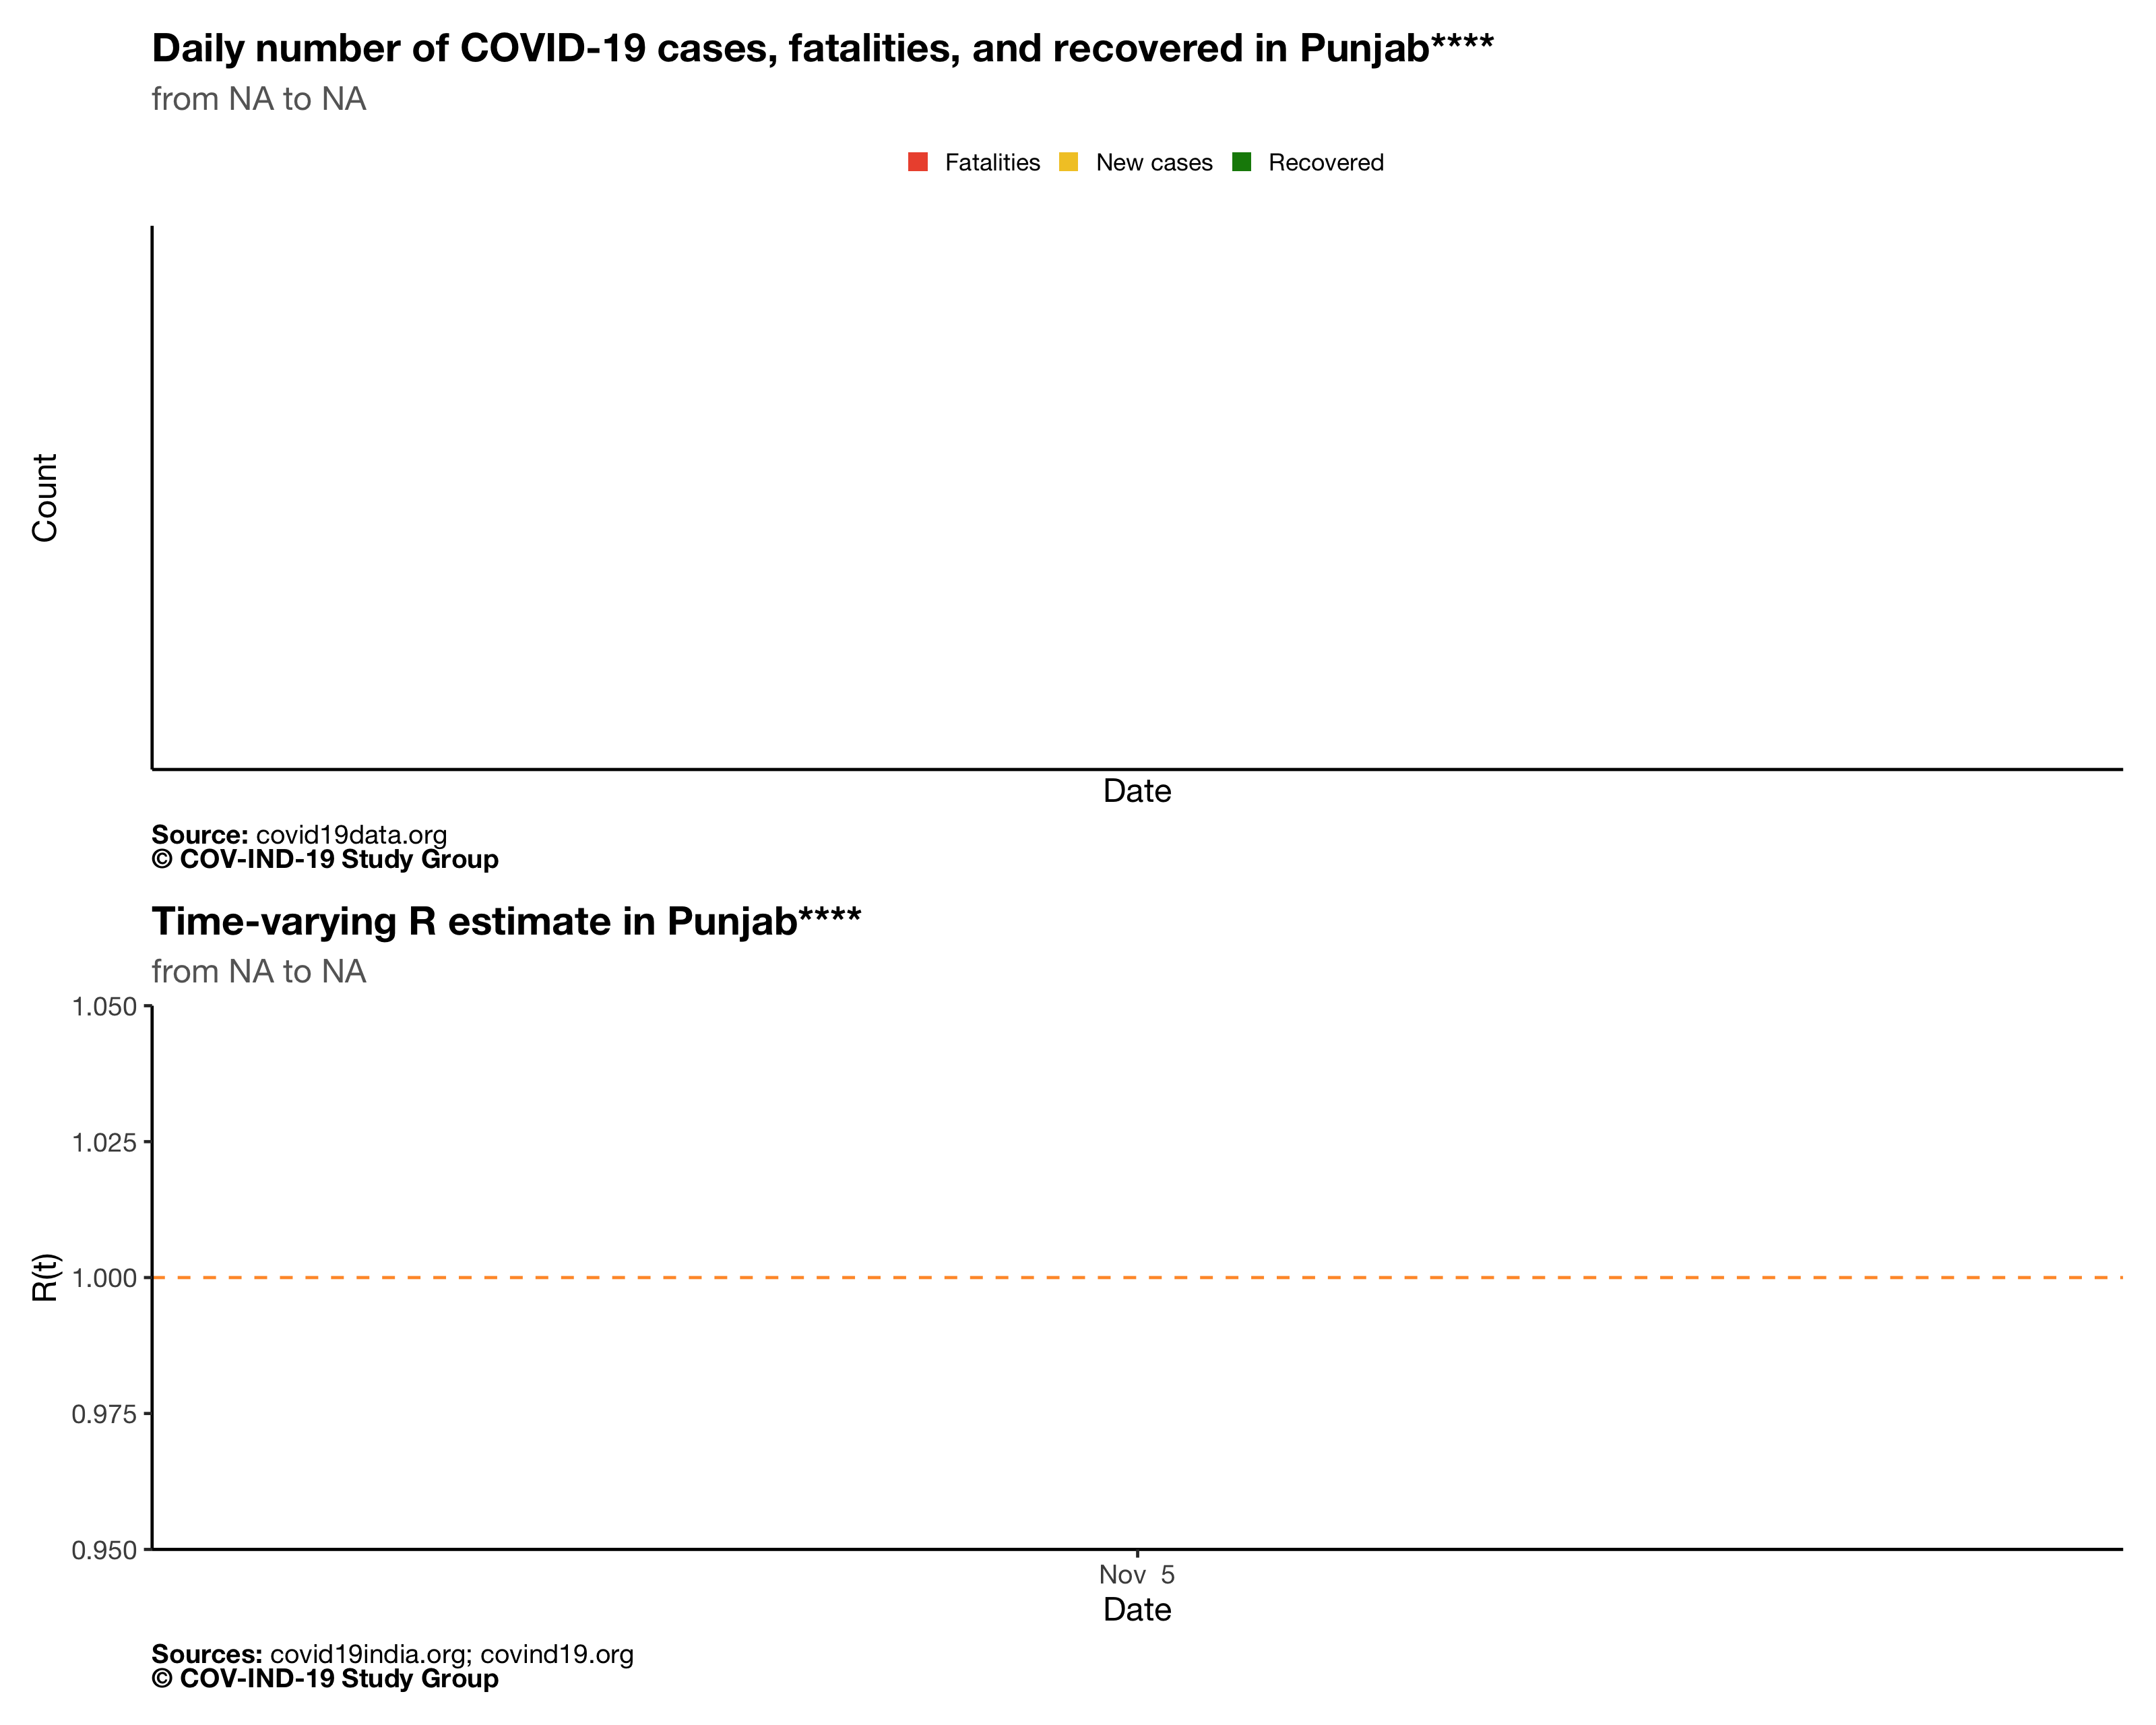 Daily number of COVID-19 cases, fatalities, and recovered in Punjab****
from NA to NA
Fatalities New cases Recovered
Count
Date
Source: covid19data.org
© COV-IND-19 Study Group
Time-varying R estimate in Punjab****
from NA to NA
1.050
1.025
R(t)
1.000
0.975
0.950
Nov 5
Date
Sources: covid19india.org; covind19.org
© COV-IND-19 Study Group